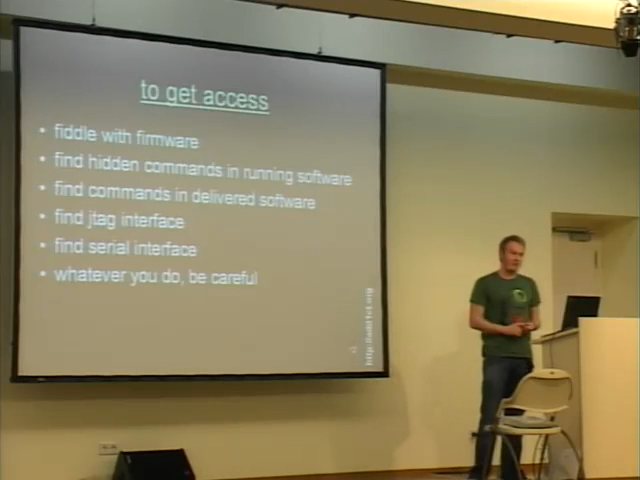 to get access
• fiddle with firmware
• find hidden commands in running software
• find commands in delivered software
• find jtag interface
• find serial interface
• whatever you do, be careful